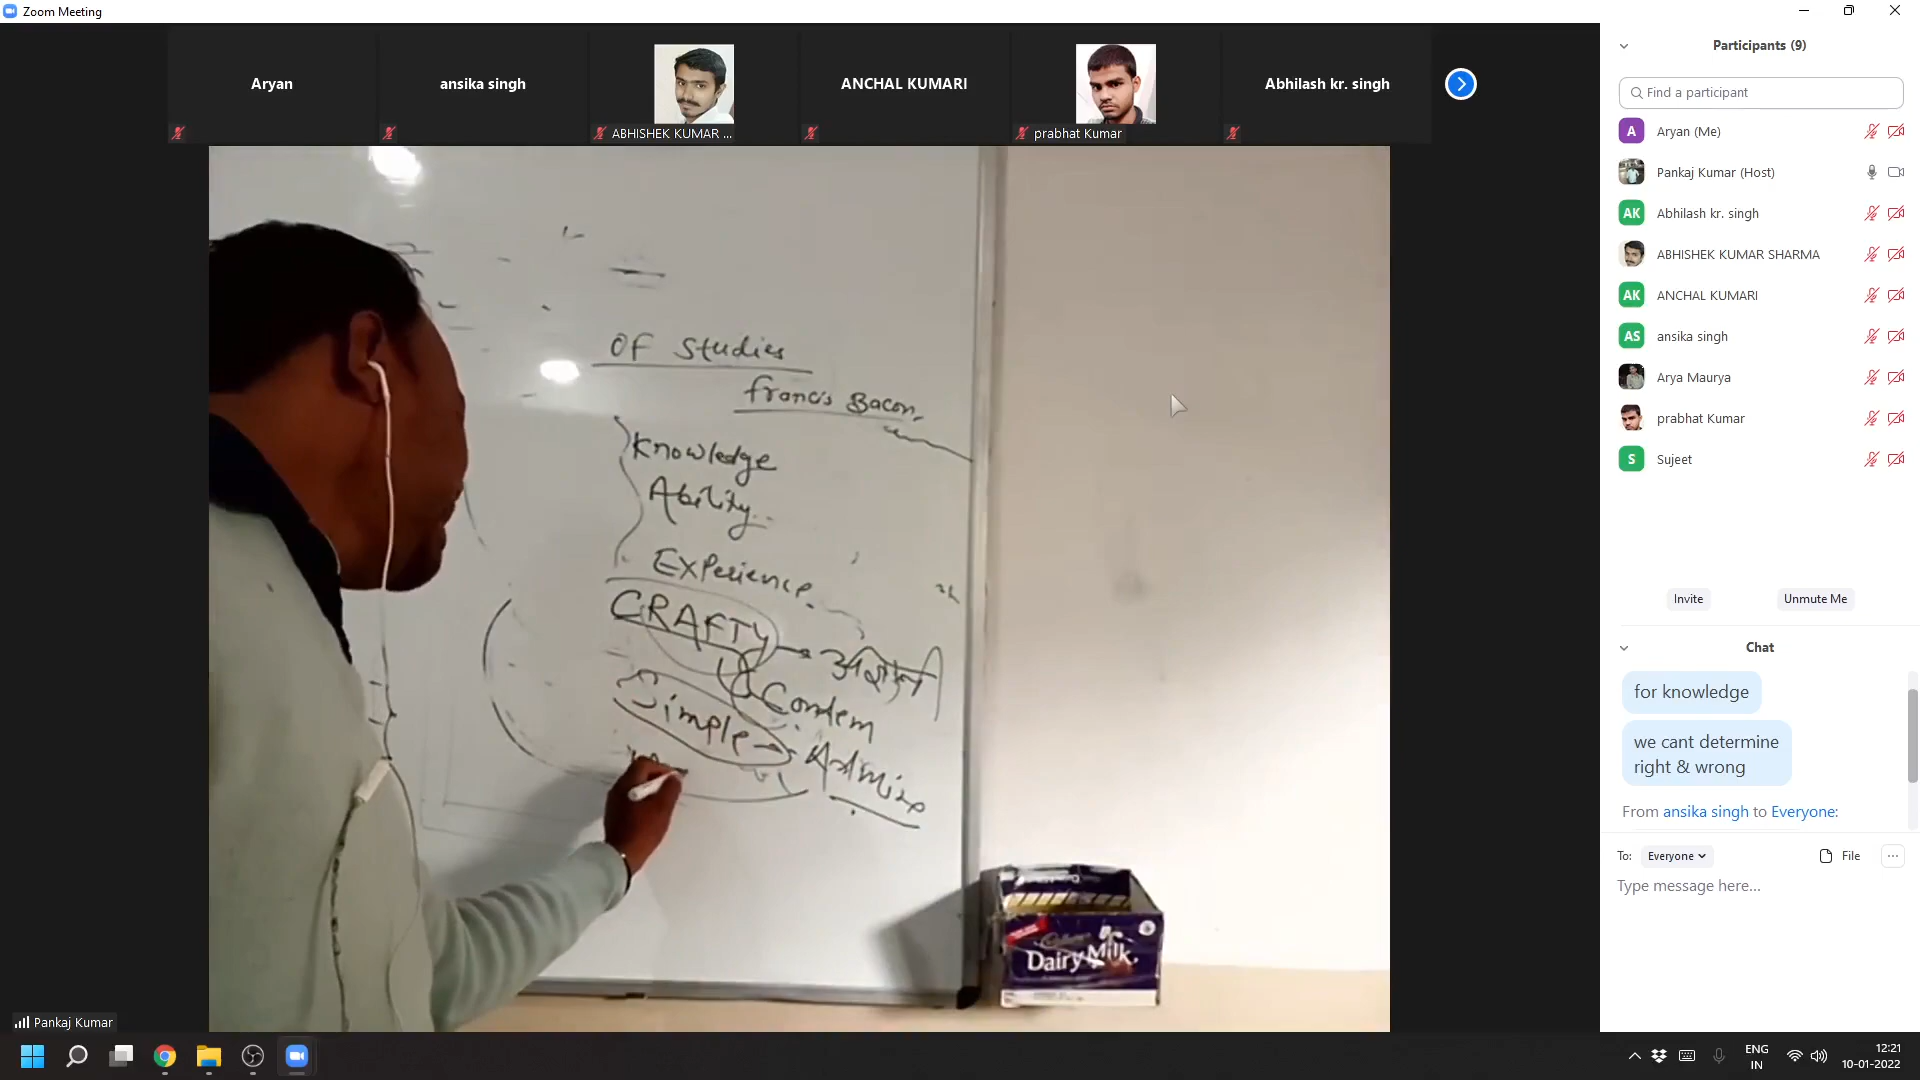 Zoom Meeting
Aryan
ansika singh
ABHISHEK KUMAR ...
ANCHAL KUMARI
prabhat Kumar
Abhilash kr. singh
OF Studies
Francis Bacon.
Knowledge
Ability..
Experience.
CRAFTY
Contem
Simple
Admire
Dairy Milk
Pankaj Kumar
Participants (9)
Find a participant
A Aryan (Me)
Pankaj Kumar (Host)
AK Abhilash kr. singh
ABHISHEK KUMAR SHARMA
AK ANCHAL KUMARI
AS ansika singh
Arya Maurya
prabhat Kumar
S Sujeet
Invite Unmute Me
Chat
for knowledge
we cant determine
right & wrong
From ansika singh to Everyone:
To: Everyone File ...
Type message here...
ENG 12:21
IN 10-01-2022